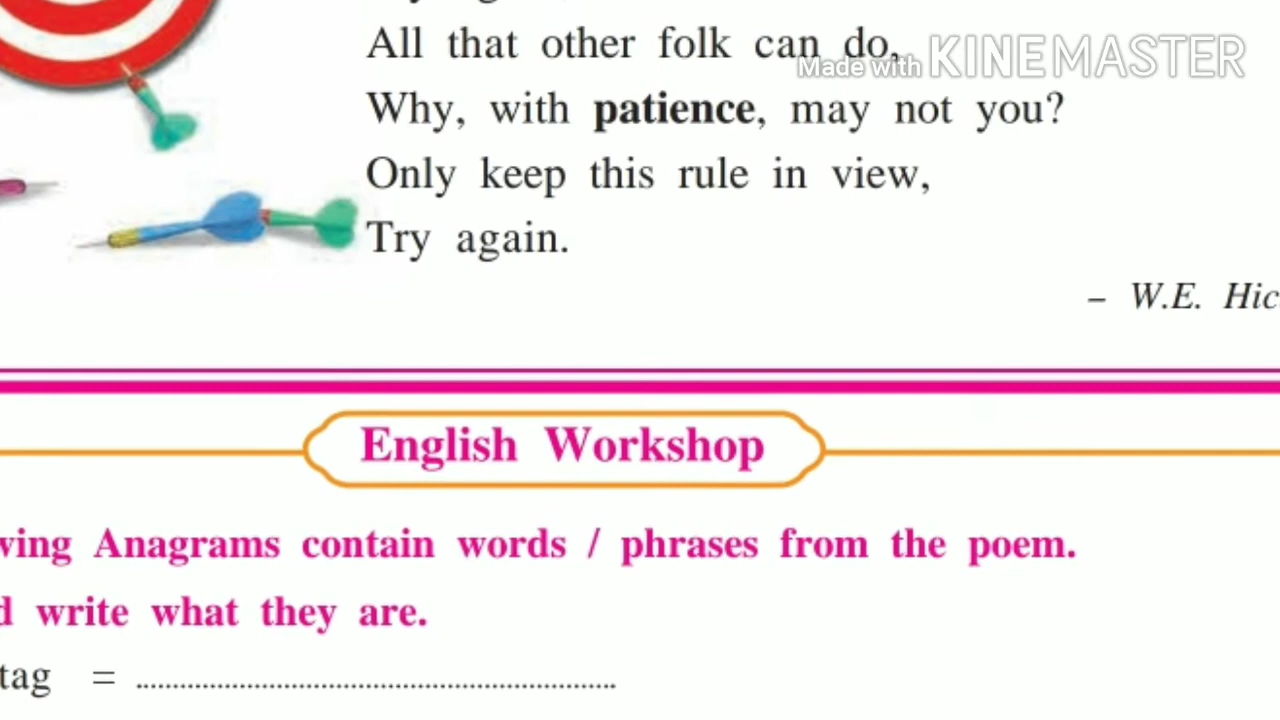 All that other folk can do,
Made with KINEMASTER
Why, with patience, may not you?
Only keep this rule in view,
Try again.
– W.E. Hic
English Workshop
wing Anagrams contain words / phrases from the poem.
d write what they are.
tag = ........................................................